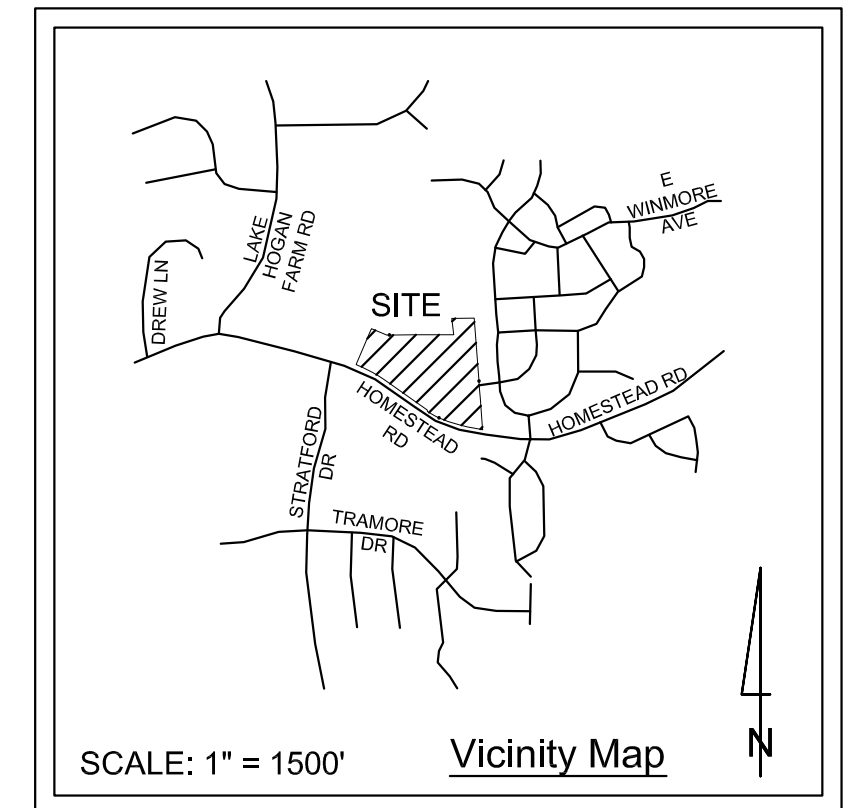 E
WINMORE
AVE
LAKE
HOGAN
FARM RD
DREW LN
SITE
HOMESTEAD
RD
HOMESTEAD RD
STRATFORD
DR
TRAMORE
DR
N
SCALE: 1" = 1500'
Vicinity Map